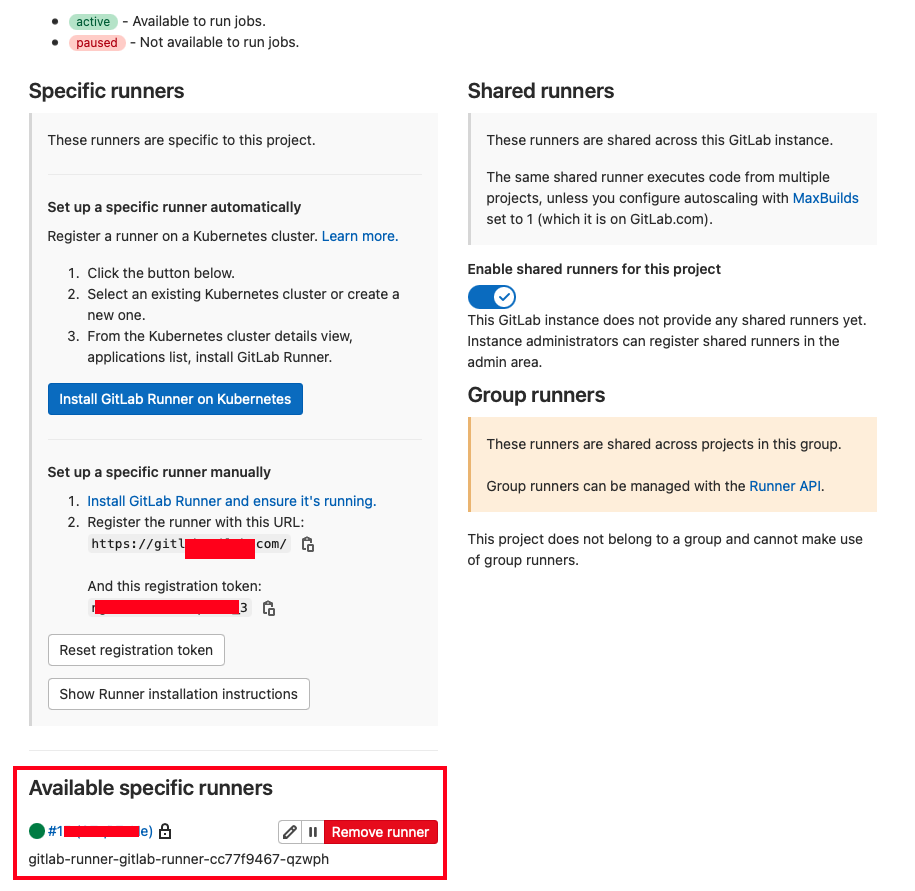 active - Available to run jobs.
paused - Not available to run jobs.
Specific runners
These runners are specific to this project.
Set up a specific runner automatically
Register a runner on a Kubernetes cluster. Learn more.
1. Click the button below.
2. Select an existing Kubernetes cluster or create a
new one.
3. From the Kubernetes cluster details view,
applications list, install GitLab Runner.
Install GitLab Runner on Kubernetes
Set up a specific runner manually
1. Install GitLab Runner and ensure it's running.
2. Register the runner with this URL:
https://gitl com/
And this registration token:
3
Reset registration token
Show Runner installation instructions
Available specific runners
#1 e)
Remove runner
gitlab-runner-gitlab-runner-cc77f9467-qzwph
Shared runners
These runners are shared across this GitLab instance.
The same shared runner executes code from multiple
projects, unless you configure autoscaling with MaxBuilds
set to 1 (which it is on GitLab.com).
Enable shared runners for this project
This GitLab instance does not provide any shared runners yet.
Instance administrators can register shared runners in the
admin area.
Group runners
These runners are shared across projects in this group.
Group runners can be managed with the Runner API.
This project does not belong to a group and cannot make use
of group runners.